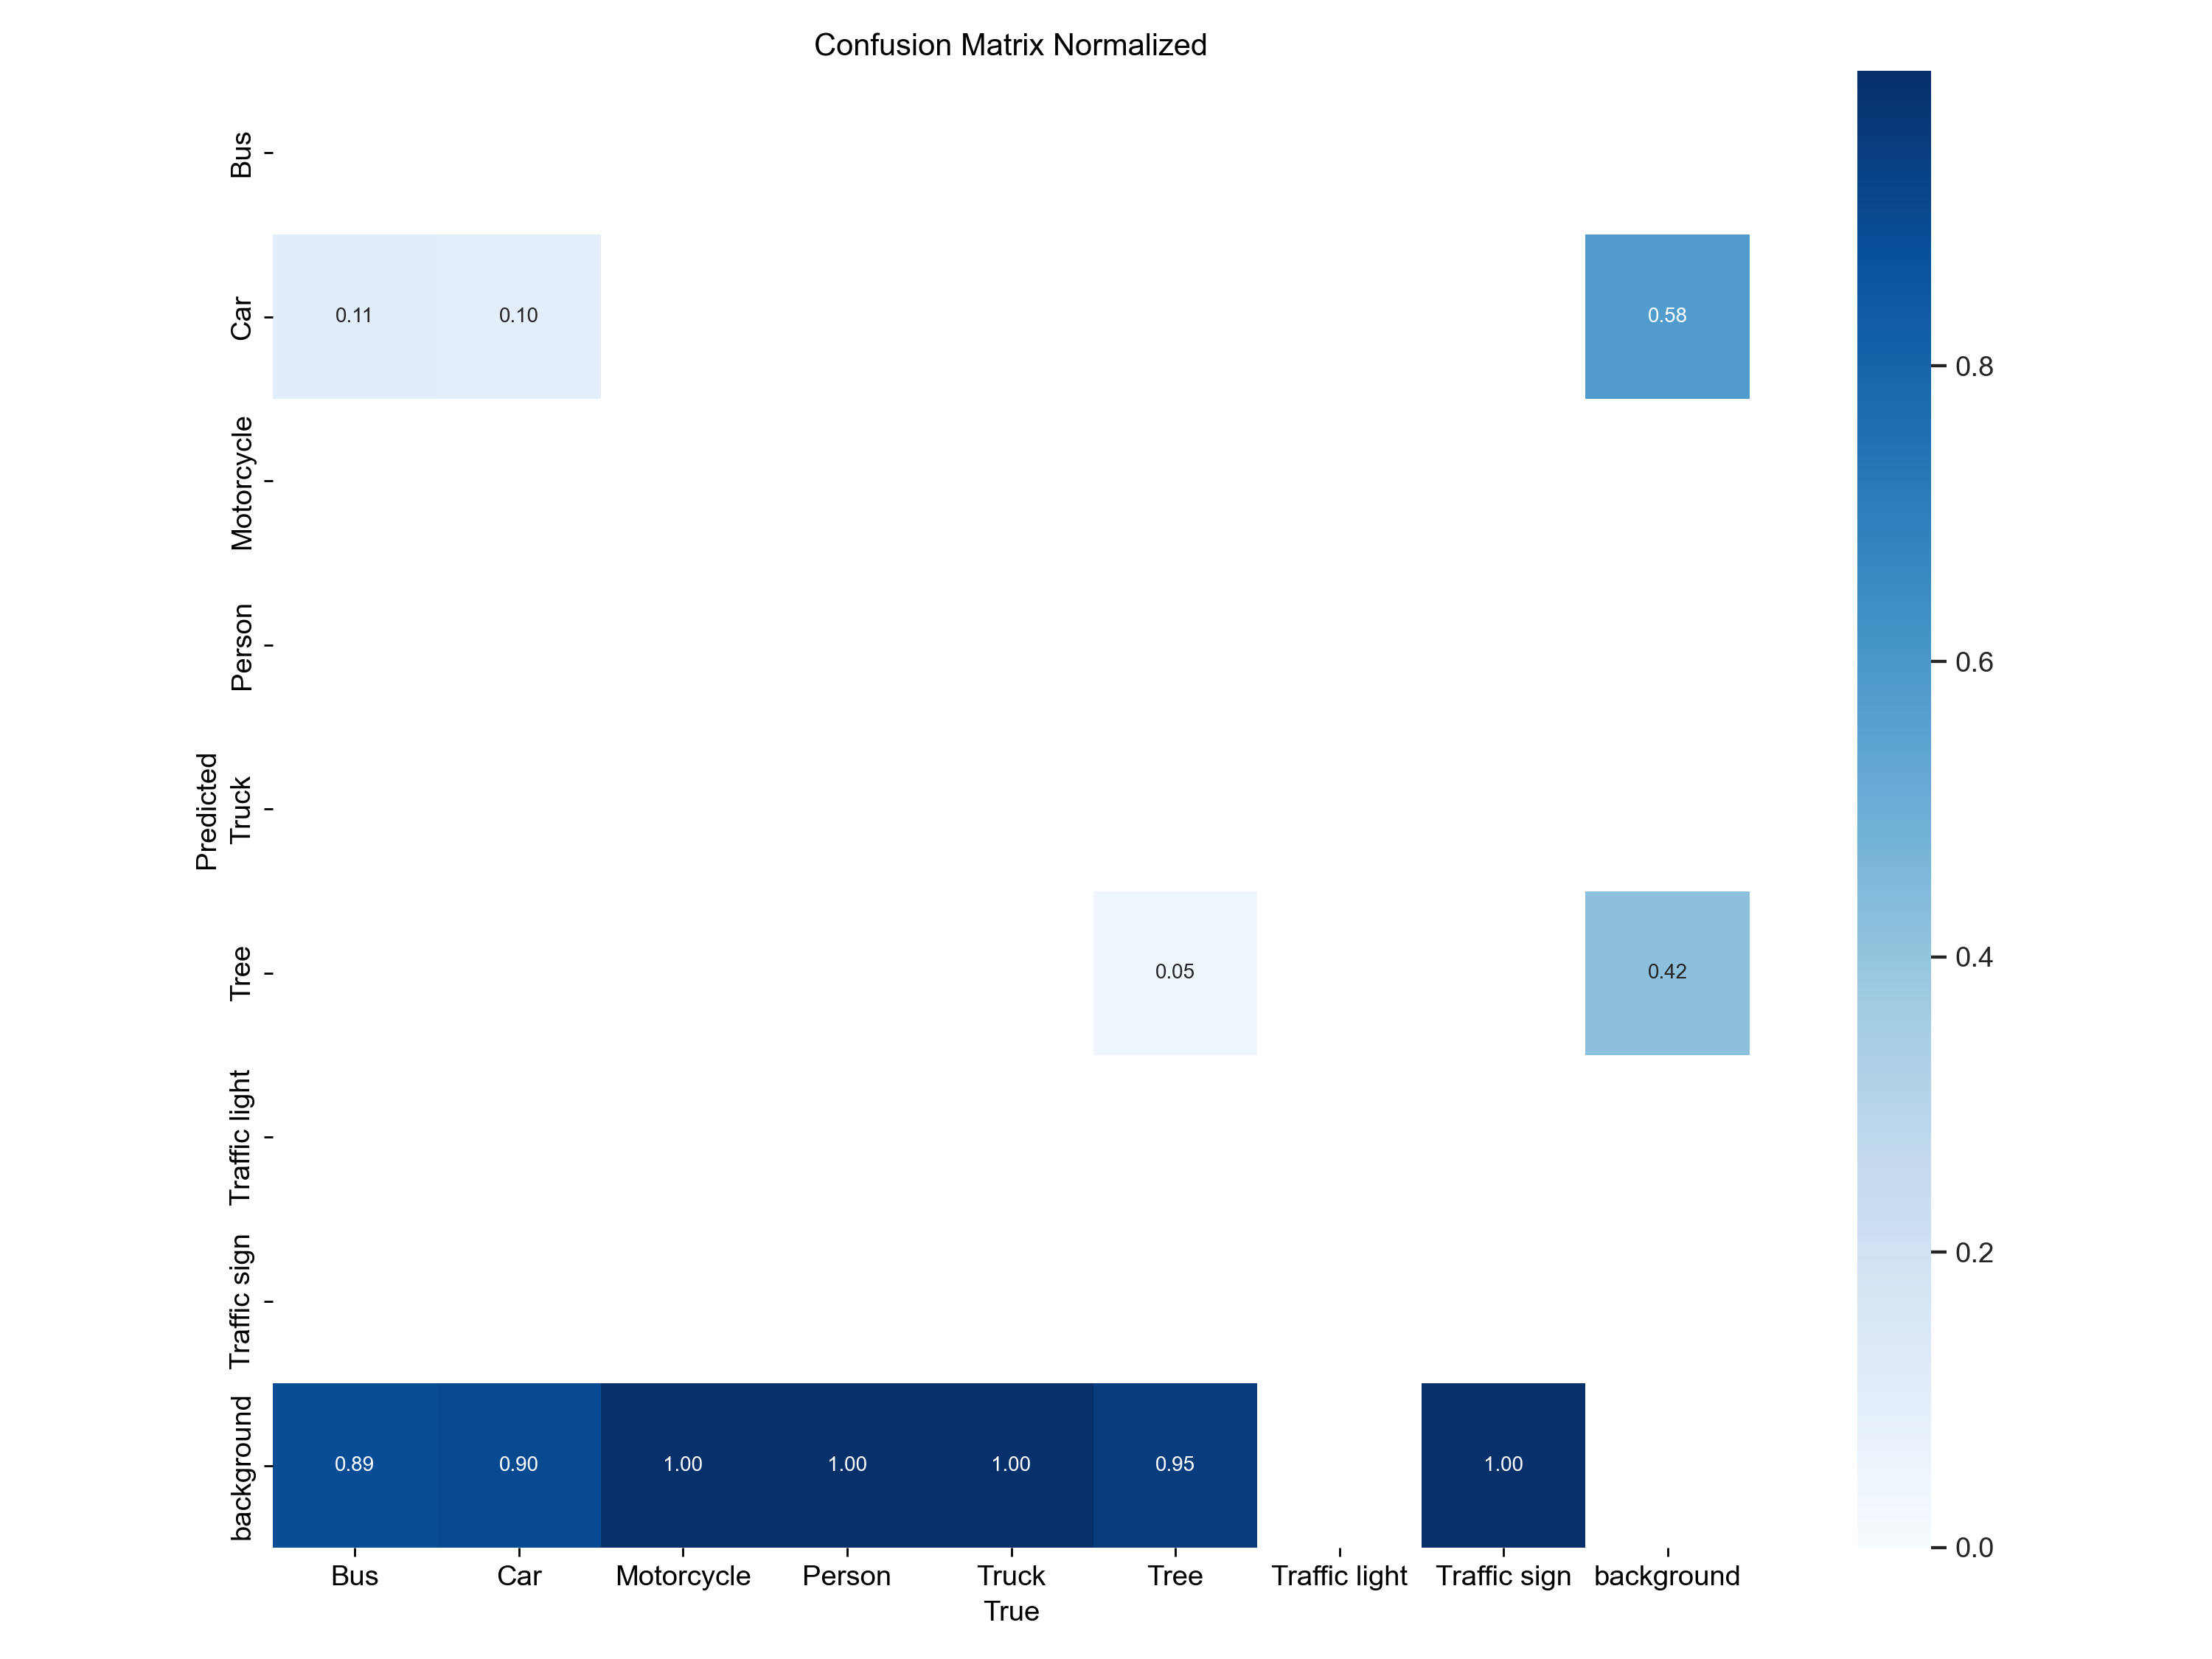 Confusion Matrix Normalized
Bus
Car
Motorcycle
Person
Truck
Tree
Traffic light
Traffic sign
background
Predicted
0.11 0.10 0.58
0.05 0.42
0.89 0.90 1.00 1.00 1.00 0.95 1.00
Bus Car Motorcycle Person Truck Tree Traffic light Traffic sign background
True
0.8
0.6
0.4
0.2
0.0